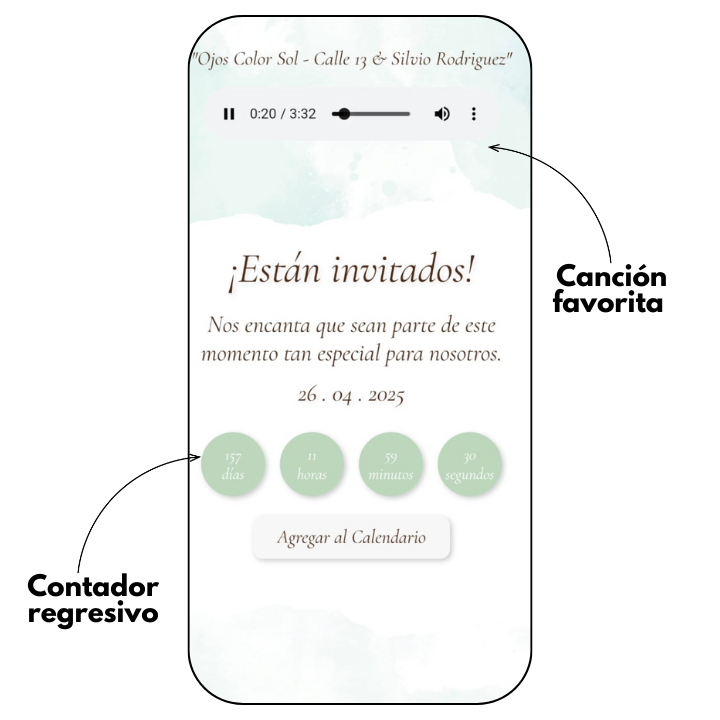 "Ojos Color Sol - Calle 13 & Silvio Rodriguez"
0:20 / 3:32
¡Están invitados!
Nos encanta que sean parte de este
momento tan especial para nosotros.
26 . 04 . 2025
157 11 59 30
días horas minutos segundos
Agregar al Calendario
Canción
favorita
Contador
regresivo